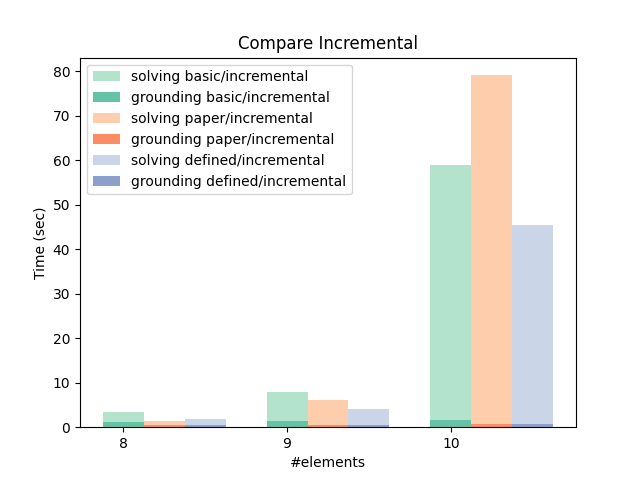 Compare Incremental
solving basic/incremental
grounding basic/incremental
solving paper/incremental
grounding paper/incremental
solving defined/incremental
grounding defined/incremental
Time (sec)
80
70
60
50
40
30
20
10
0
8
9
10
#elements